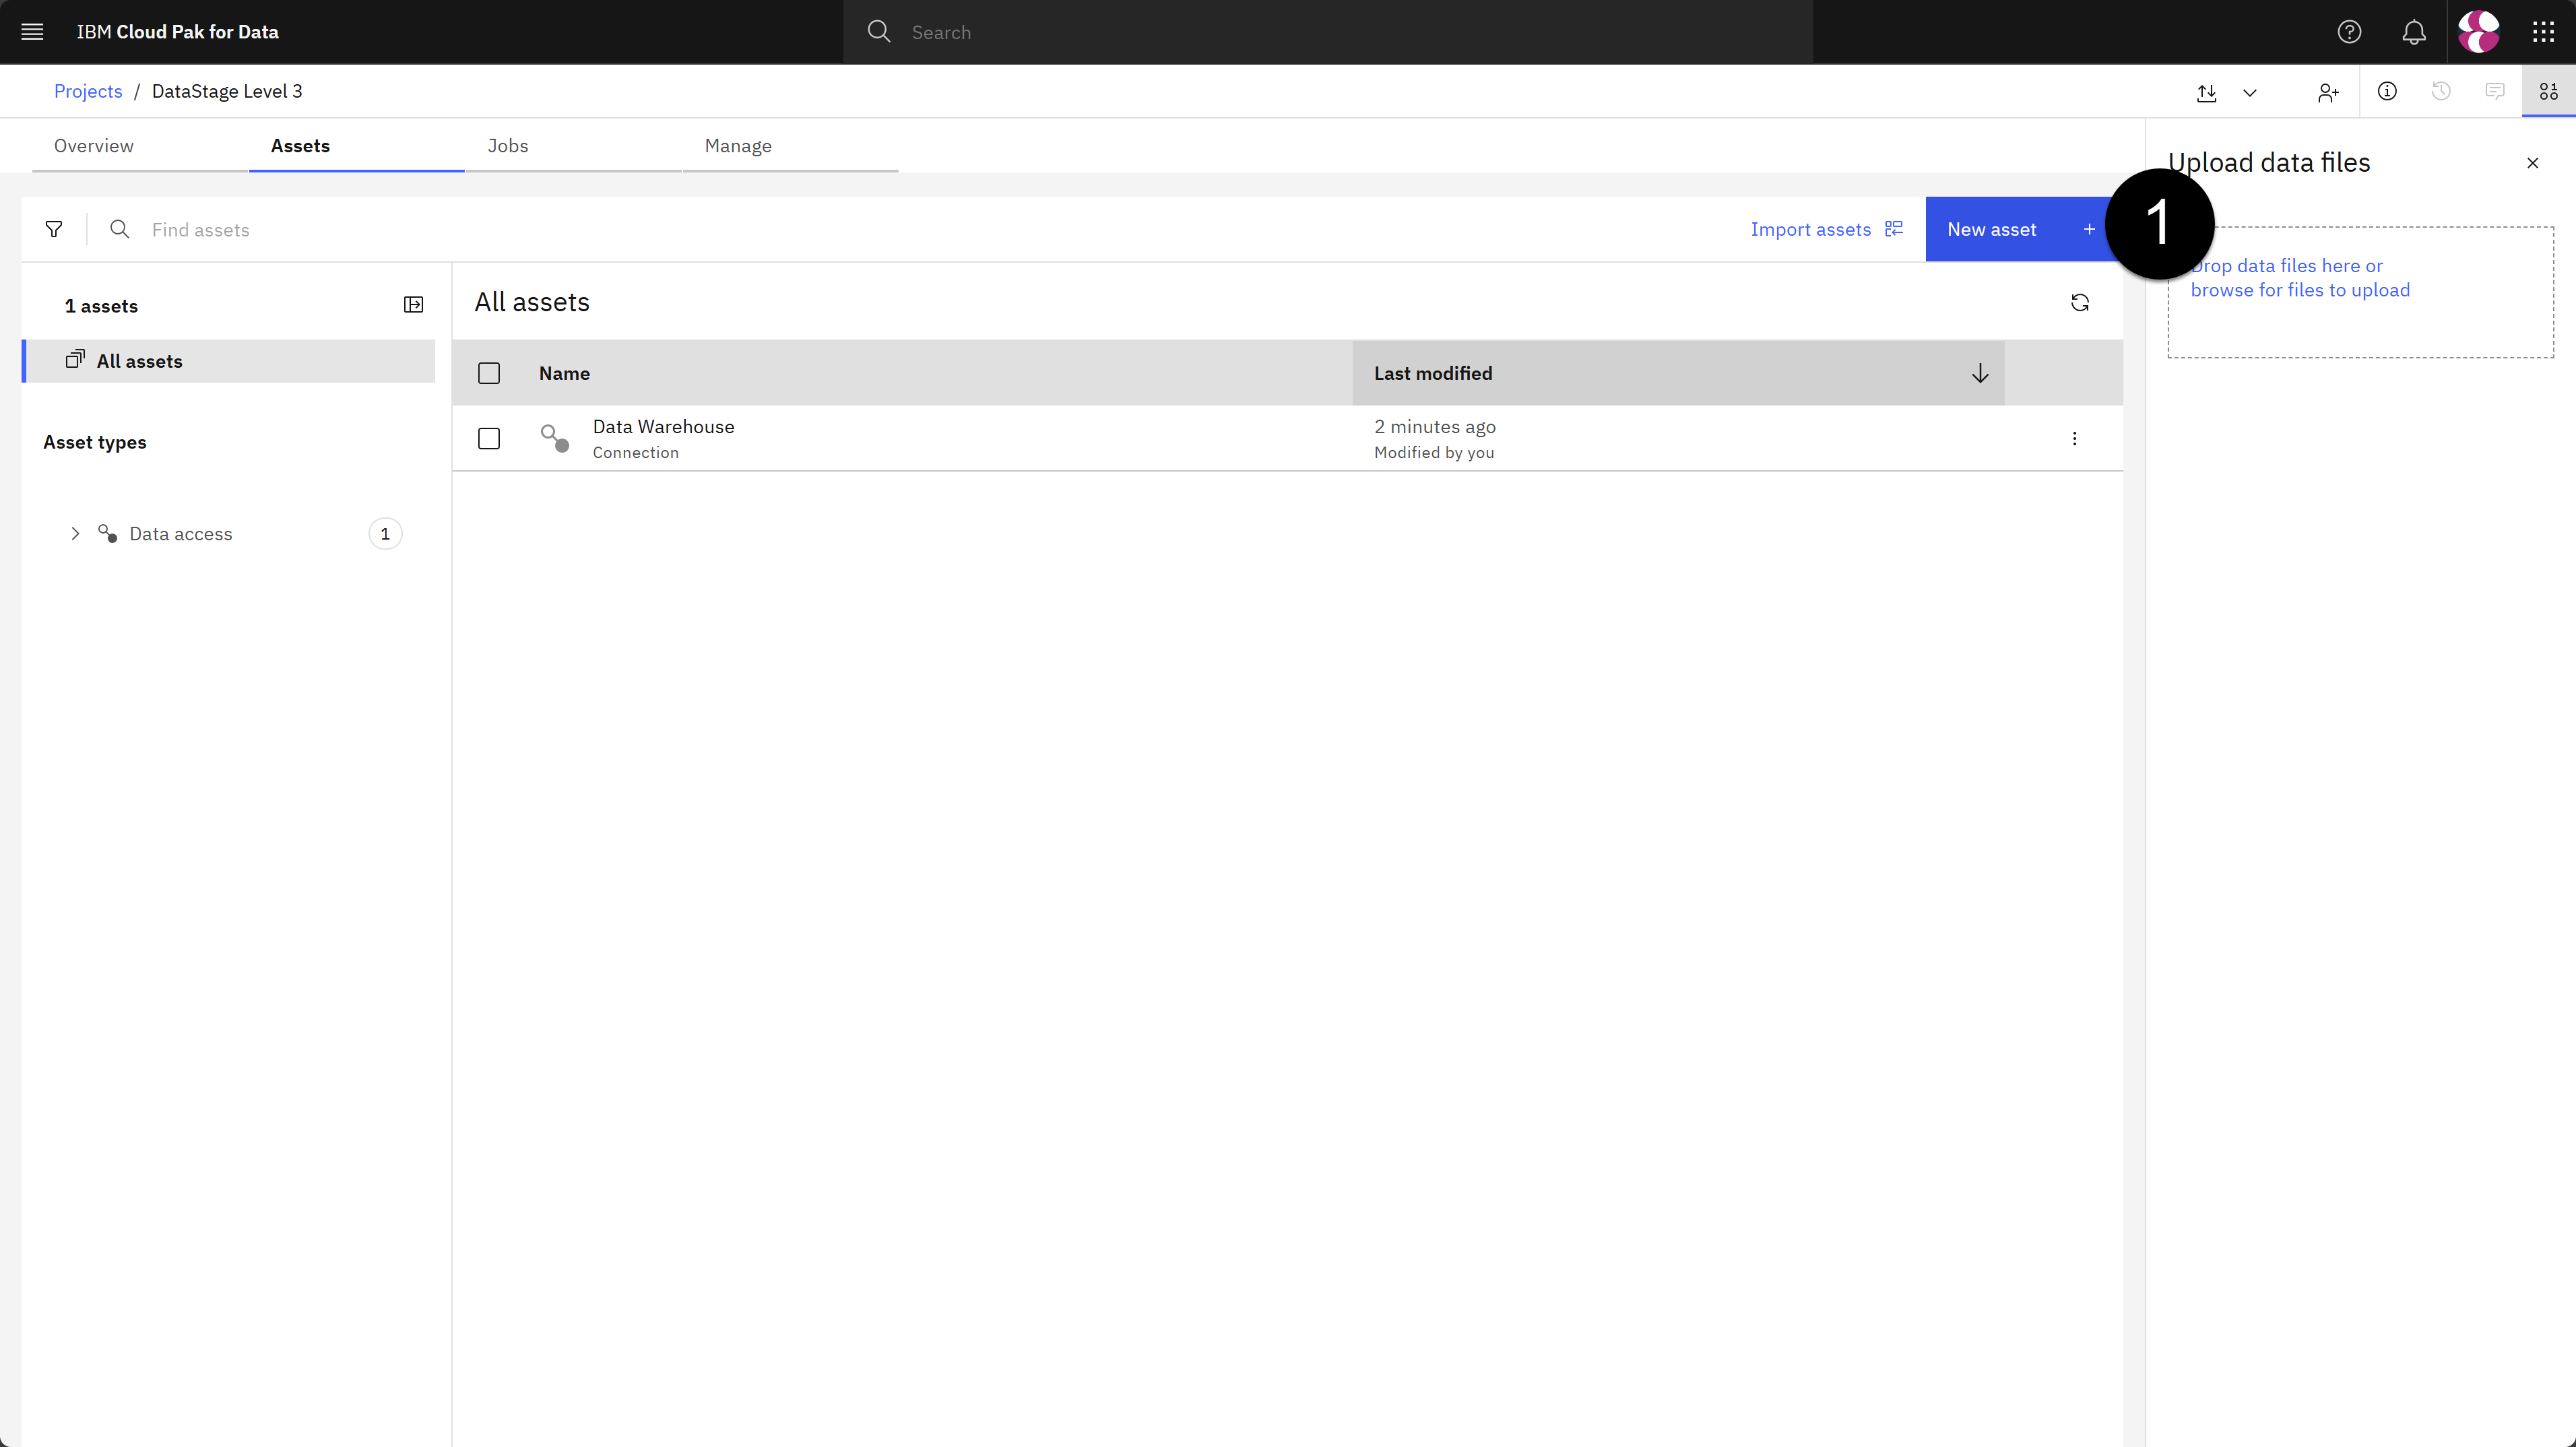 IBM Cloud Pak for Data
Search
Projects / DataStage Level 3
Overview
Assets
Jobs
Manage
Upload data files
Find assets
Import assets
New asset +
1
Drop data files here or
browse for files to upload
1 assets
All assets
All assets
Name
Last modified
Data Warehouse
Connection
2 minutes ago
Modified by you
Asset types
Data access
1